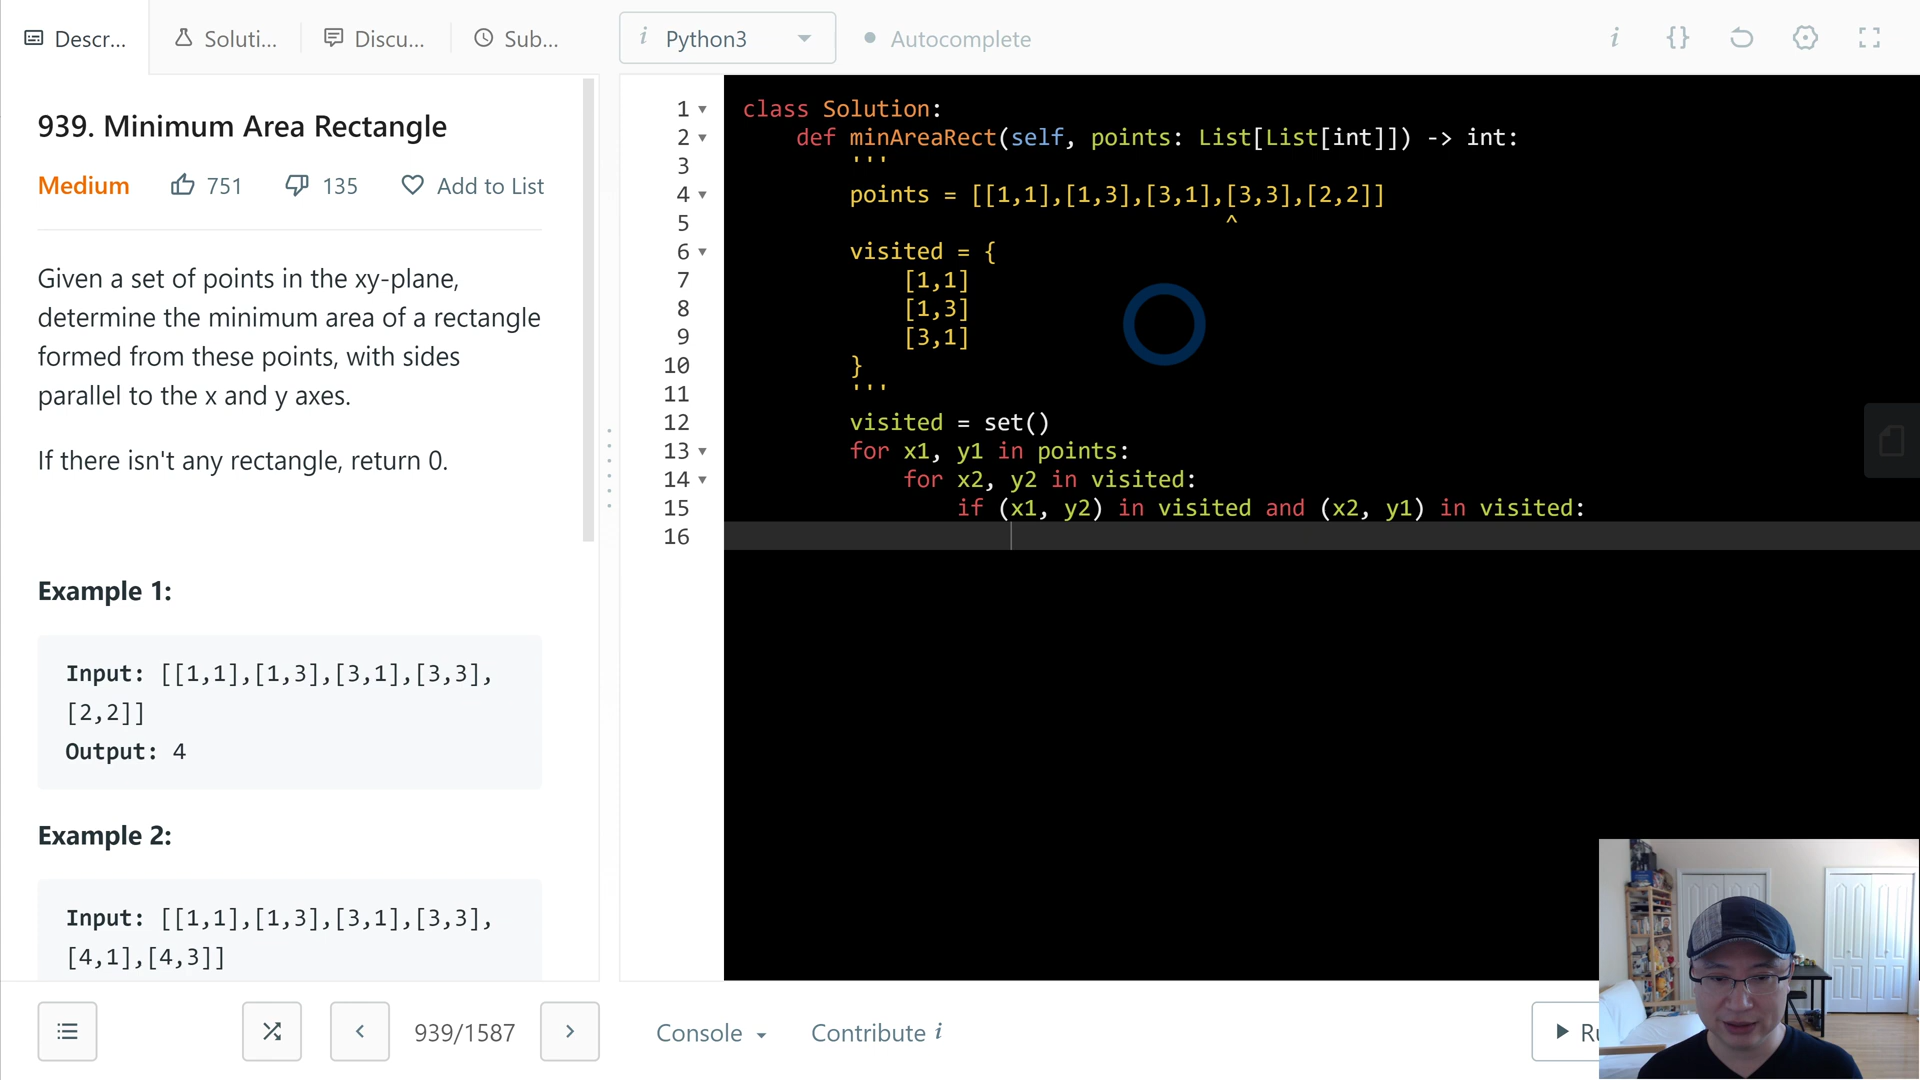 Descr...
Soluti...
Discu...
Sub...
i Python3
Autocomplete
i {}
939. Minimum Area Rectangle
Medium 751 135 Add to List
Given a set of points in the xy-plane,
determine the minimum area of a rectangle
formed from these points, with sides
parallel to the x and y axes.
If there isn't any rectangle, return 0.
Example 1:
Input: [[1,1],[1,3],[3,1],[3,3],
[2,2]]
Output: 4
Example 2:
Input: [[1,1],[1,3],[3,1],[3,3],
[4,1],[4,3]]
939/1587
1 class Solution:
2 def minAreaRect(self, points: List[List[int]]) -> int:
3 '''
4 points = [[1,1],[1,3],[3,1],[3,3],[2,2]]
5 ^
6 visited = {
7 [1,1]
8 [1,3]
9 [3,1]
10 }
11 '''
12 visited = set()
13 for x1, y1 in points:
14 for x2, y2 in visited:
15 if (x1, y2) in visited and (x2, y1) in visited:
16
Console
Contribute i